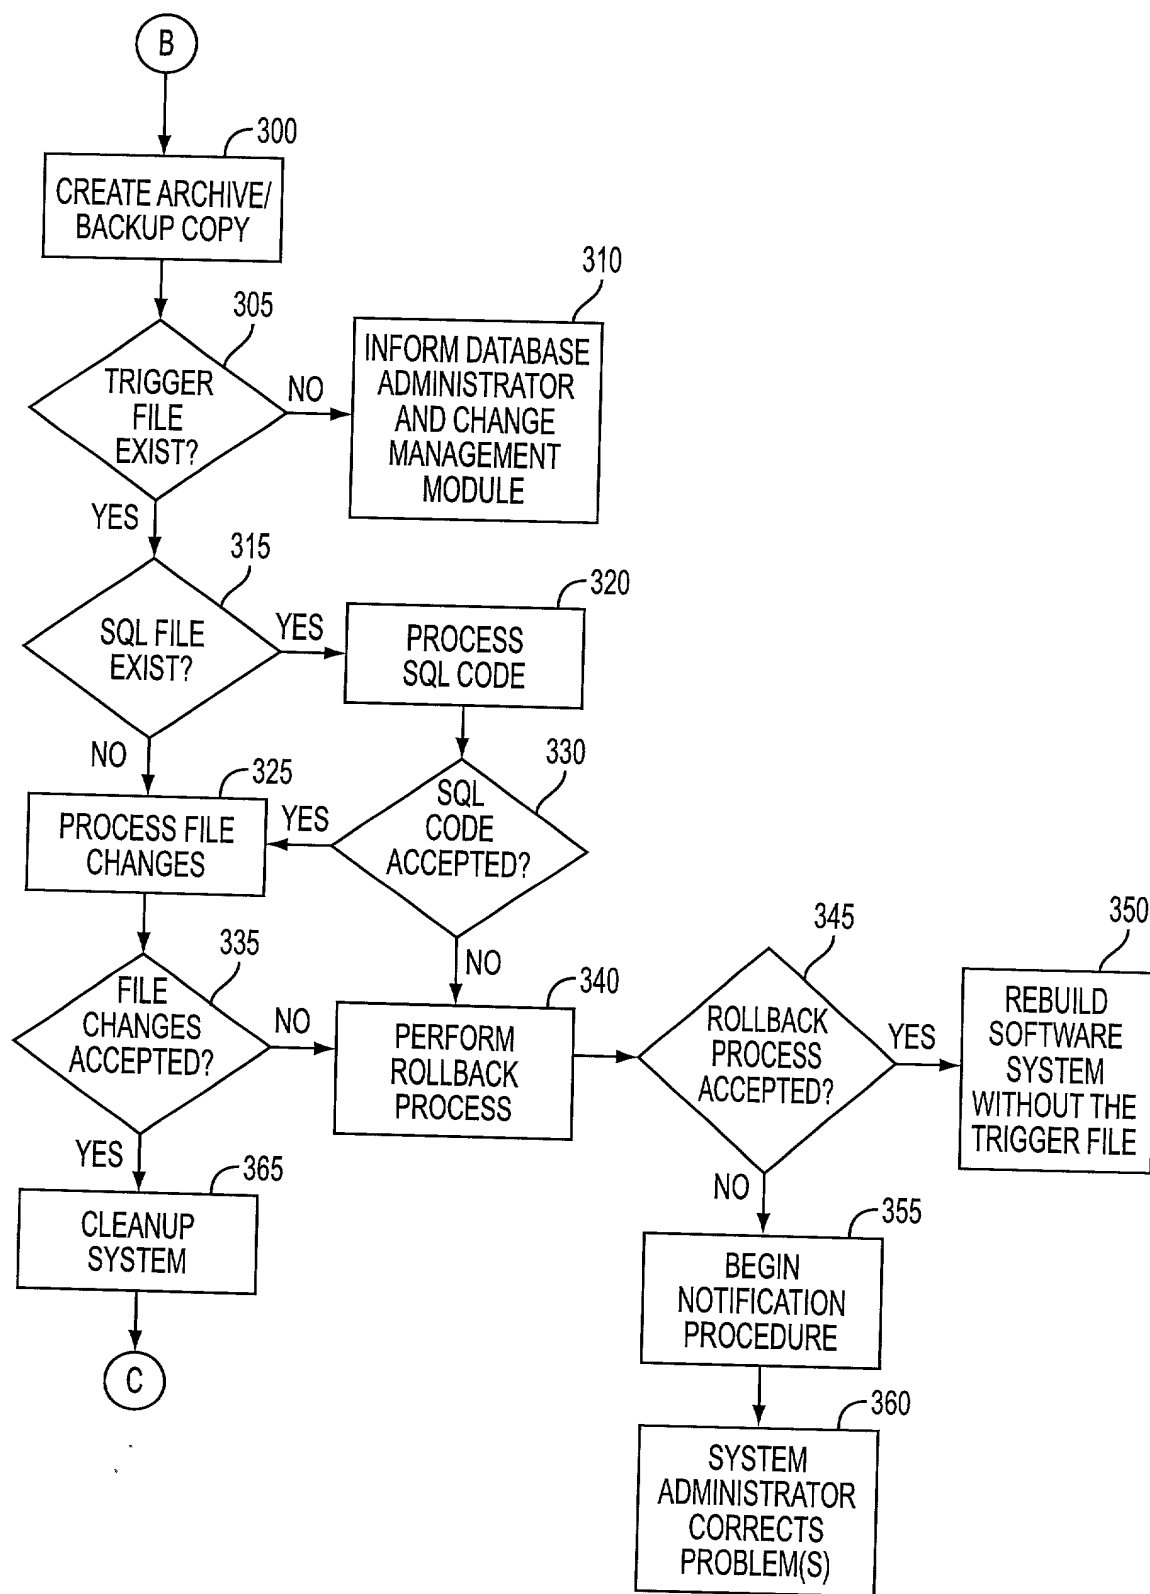 B
300
CREATE ARCHIVE/
BACKUP COPY
305
TRIGGER
FILE
EXIST?
NO
310
INFORM DATABASE
ADMINISTRATOR
AND CHANGE
MANAGEMENT
MODULE
YES
315
SQL FILE
EXIST?
YES
320
PROCESS
SQL CODE
NO
325
PROCESS FILE
CHANGES
YES
330
SQL
CODE
ACCEPTED?
NO
335
FILE
CHANGES
ACCEPTED?
NO
340
PERFORM
ROLLBACK
PROCESS
345
ROLLBACK
PROCESS
ACCEPTED?
YES
350
REBUILD
SOFTWARE
SYSTEM
WITHOUT THE
TRIGGER FILE
YES
365
CLEANUP
SYSTEM
C
NO
355
BEGIN
NOTIFICATION
PROCEDURE
360
SYSTEM
ADMINISTRATOR
CORRECTS
PROBLEM(S)